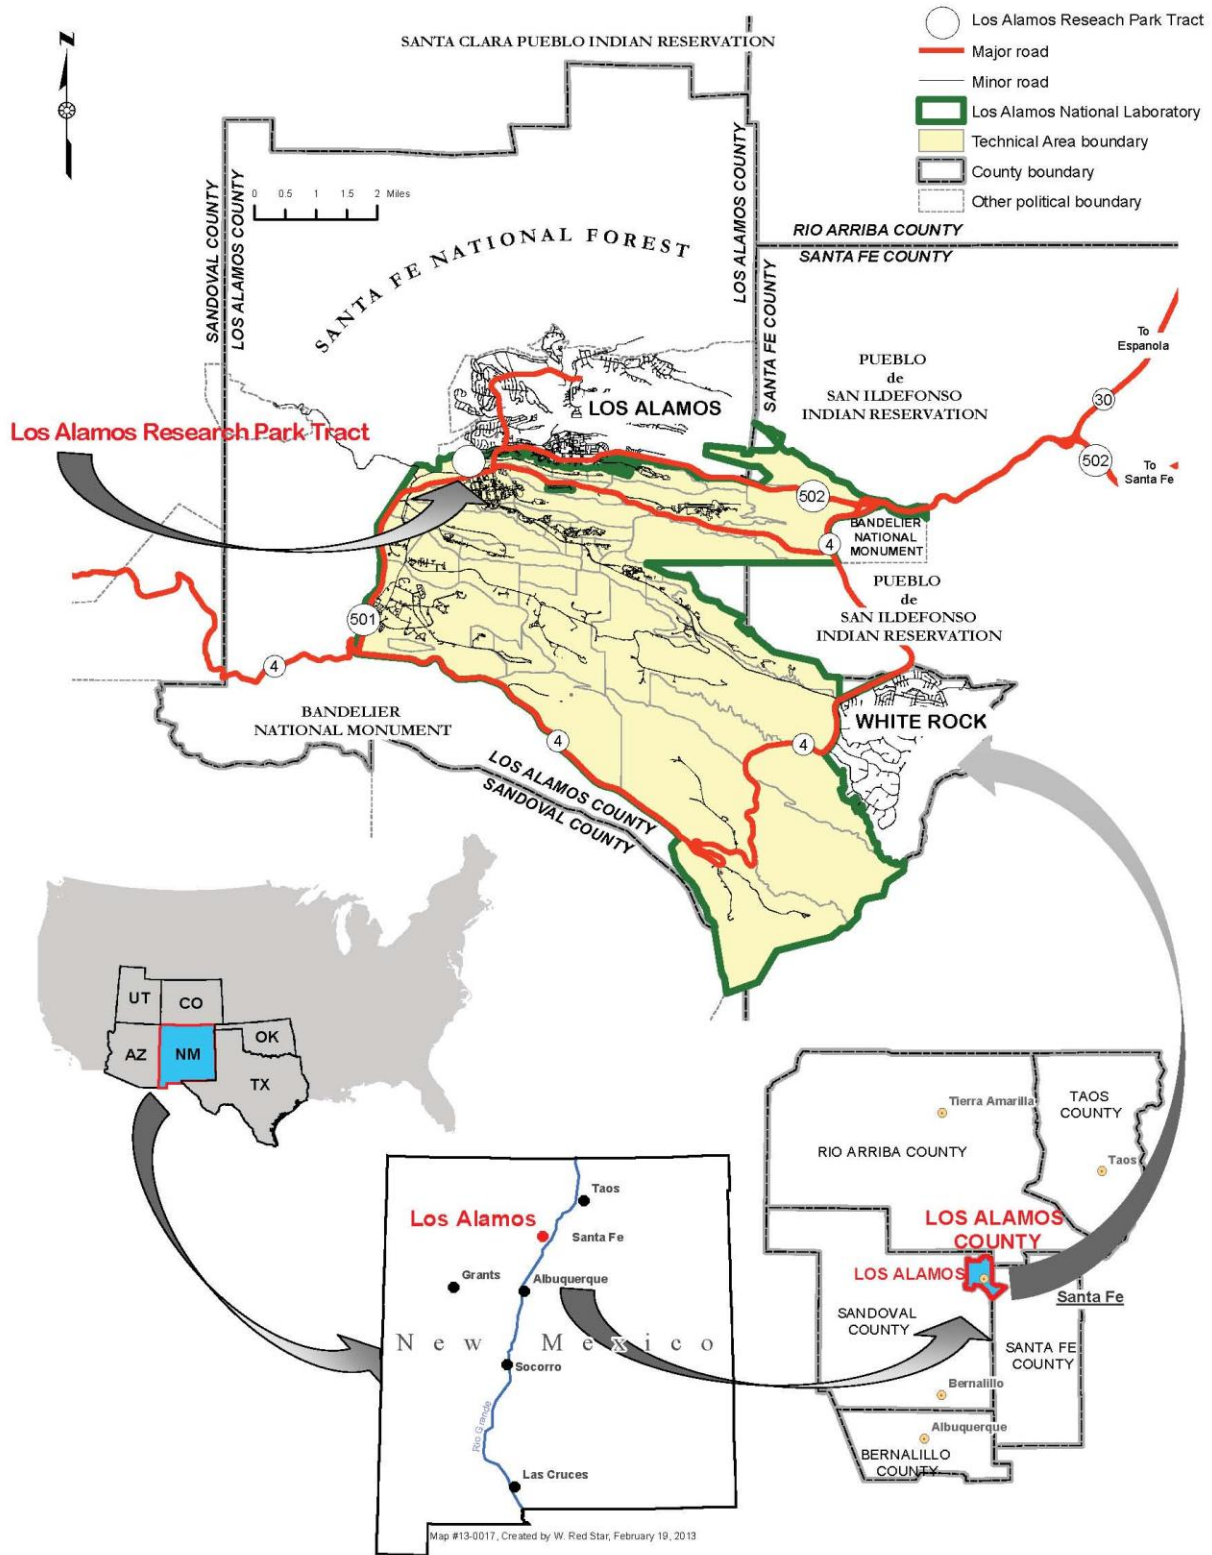 Los Alamos Reseach Park Tract
Major road
Minor road
Los Alamos National Laboratory
Technical Area boundary
County boundary
Other political boundary
N
SANTA CLARA PUEBLO INDIAN RESERVATION
SANDOVAL COUNTY
LOS ALAMOS COUNTY
0 0.5 1 1.5 2 Miles
SANTA FE NATIONAL FOREST
LOS ALAMOS COUNTY
SANTA FE COUNTY
RIO ARRIBA COUNTY
SANTA FE COUNTY
To
Espanola
PUEBLO
de
SAN ILDEFONSO
INDIAN RESERVATION
30
LOS ALAMOS
Los Alamos Research Park Tract
502
To
Santa Fe
502
BANDELIER
NATIONAL
MONUMENT
4
PUEBLO
de
SAN ILDEFONSO
INDIAN RESERVATION
501
4
BANDELIER
NATIONAL MONUMENT
WHITE ROCK
4
4
LOS ALAMOS COUNTY
SANDOVAL COUNTY
UT
CO
AZ
NM
OK
TX
Tierra Amarilla
TAOS
COUNTY
RIO ARRIBA COUNTY
Taos
LOS ALAMOS
COUNTY
LOS ALAMOS
Santa Fe
SANDOVAL
COUNTY
SANTA FE
COUNTY
Bernalillo
Albuquerque
BERNALILLO
COUNTY
Taos
Los Alamos
Santa Fe
Grants
Albuquerque
New Mexico
Socorro
Rio Grande
Las Cruces
Map #13-0017, Created by W. Red Star, February 19, 2013